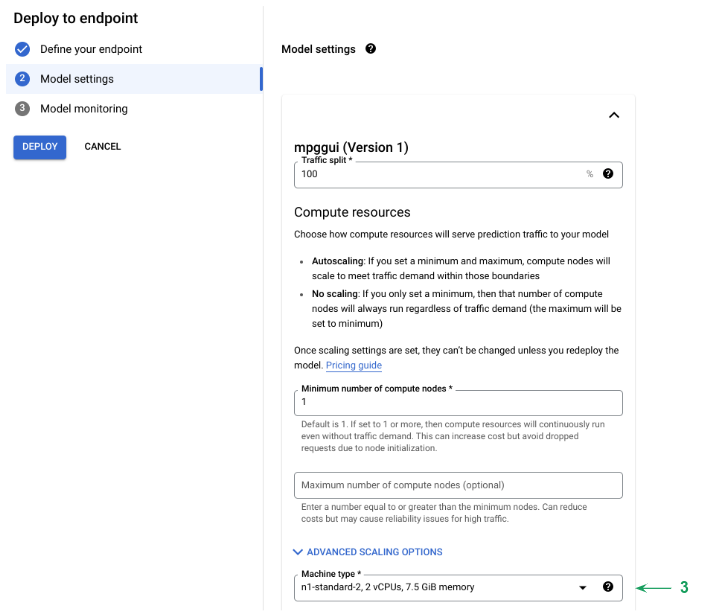 Deploy to endpoint
Define your endpoint
2 Model settings
3 Model monitoring
DEPLOY CANCEL
Model settings ?
mpggui (Version 1)
Traffic split *
100 % ?
Compute resources
Choose how compute resources will serve prediction traffic to your model
• Autoscaling: If you set a minimum and maximum, compute nodes will
scale to meet traffic demand within those boundaries
• No scaling: If you only set a minimum, then that number of compute
nodes will always run regardless of traffic demand (the maximum will be
set to minimum)
Once scaling settings are set, they can't be changed unless you redeploy the
model. Pricing guide
Minimum number of compute nodes *
1
Default is 1. If set to 1 or more, then compute resources will continuously run
even without traffic demand. This can increase cost but avoid dropped
requests due to node initialization.
Maximum number of compute nodes (optional)
Enter a number equal to or greater than the minimum nodes. Can reduce
costs but may cause reliability issues for high traffic.
ADVANCED SCALING OPTIONS
Machine type *
n1-standard-2, 2 vCPUs, 7.5 GiB memory ?
3